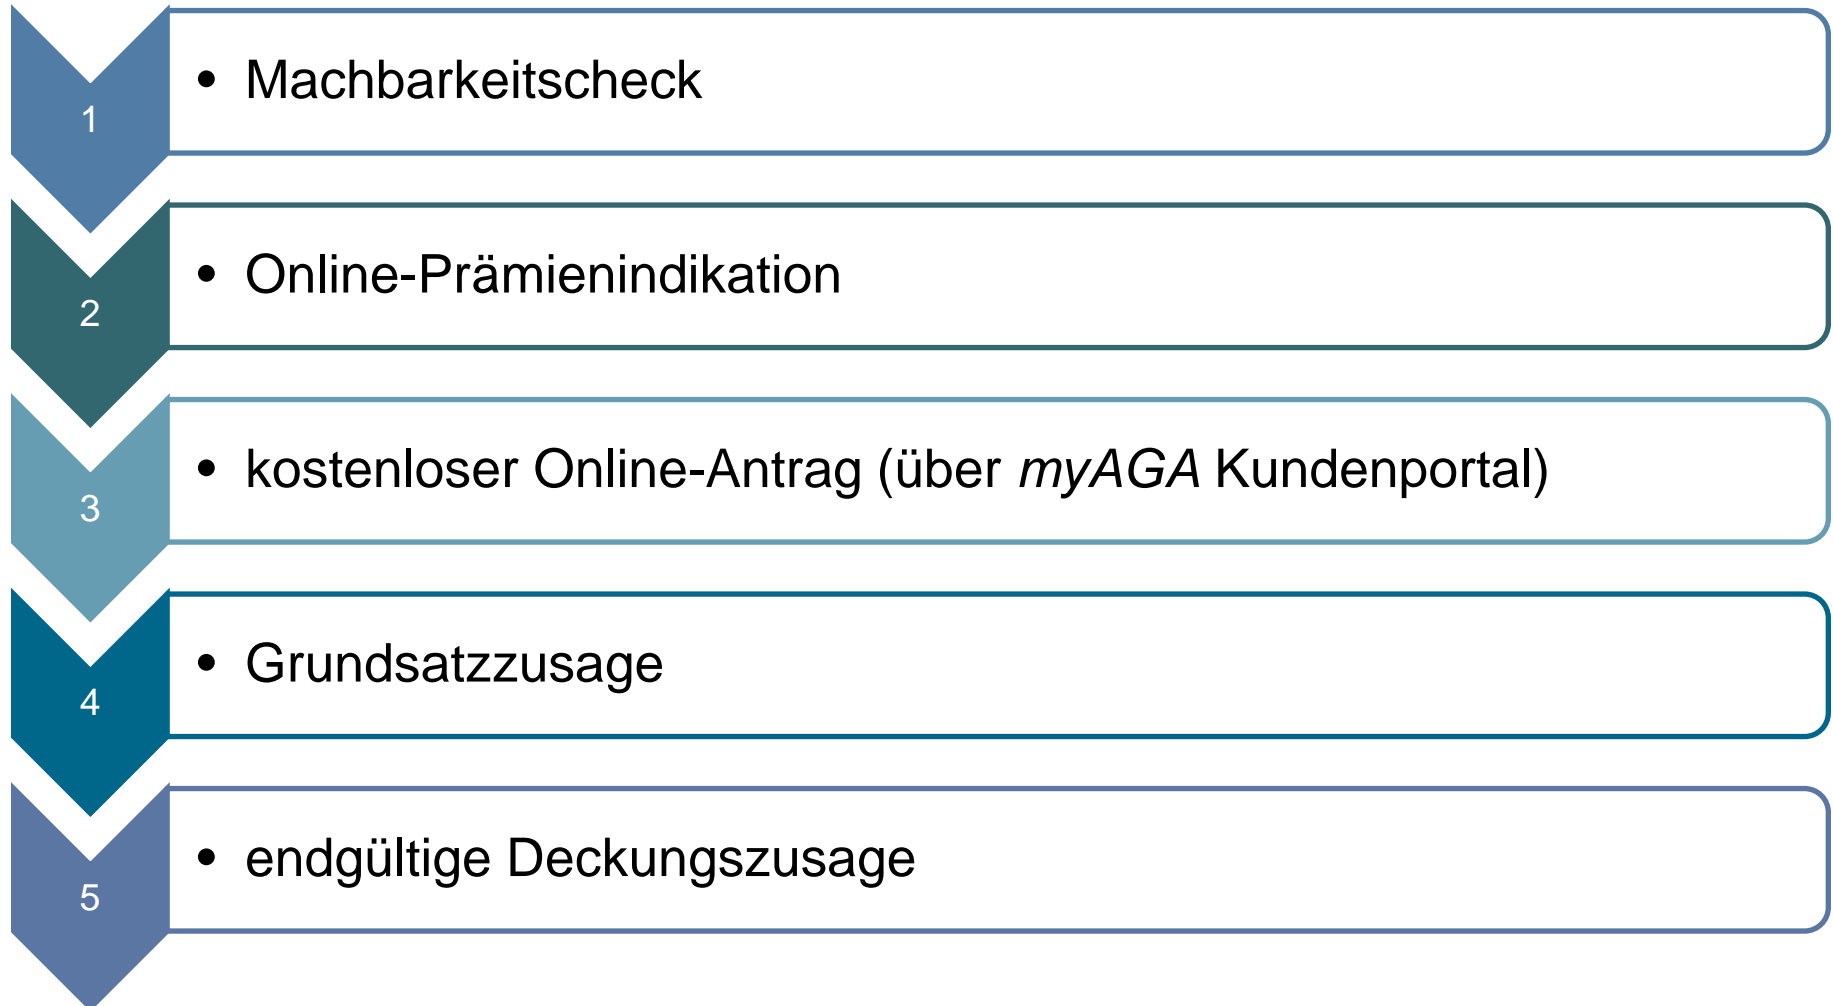 1
• Machbarkeitscheck
2
• Online-Prämienindikation
3
• kostenloser Online-Antrag (über myAGA Kundenportal)
4
• Grundsatzzusage
5
• endgültige Deckungszusage